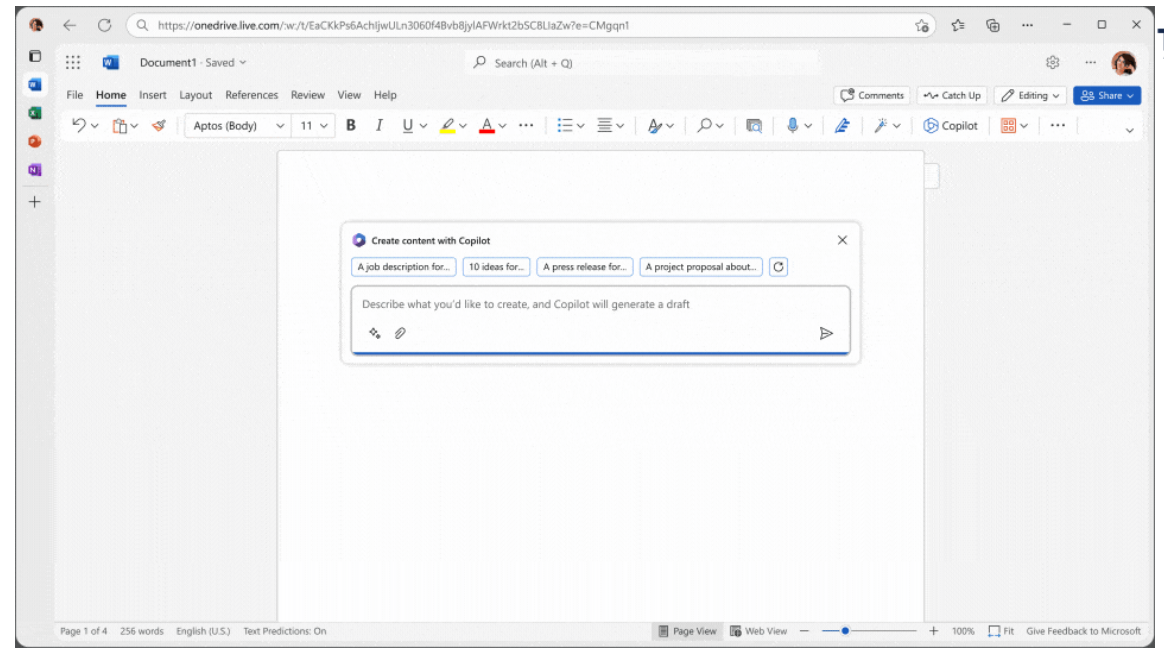 https://onedrive.live.com/:w:/t/EaCKkPs6AchljwULn3060f4Bvb8jylAFWrkt2bSC8LIaZw?e=CMgqn1
Document1 · Saved
Search (Alt + Q)
File Home Insert Layout References Review View Help Comments Catch Up Editing Share
Aptos (Body) 11 B I U A Copilot
Create content with Copilot
A job description for... 10 ideas for... A press release for... A project proposal about...
Describe what you'd like to create, and Copilot will generate a draft
Page 1 of 4 256 words English (U.S.) Text Predictions: On Page View Web View 100% Fit Give Feedback to Microsoft